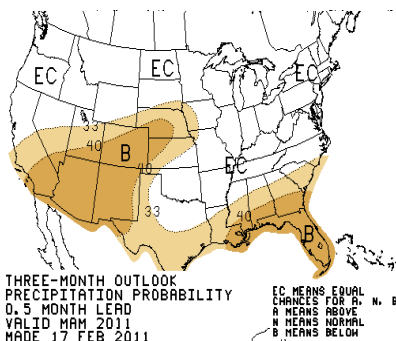 EC
EC
EC
33
40
B
40
EC
33
40
B
THREE-MONTH OUTLOOK
PRECIPITATION PROBABILITY
0.5 MONTH LEAD
VALID MAM 2011
MADE 17 FEB 2011
EC MEANS EQUAL
CHANCES FOR A, N, B
A MEANS ABOVE
N MEANS NORMAL
B MEANS BELOW